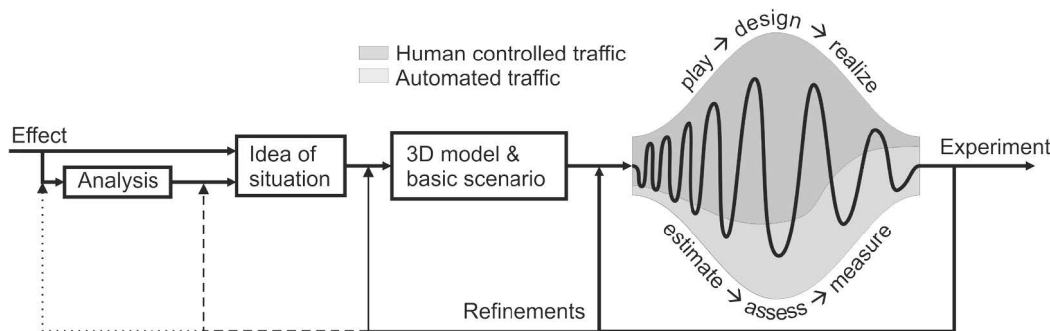 Human controlled traffic
Automated traffic
Effect
Analysis
Idea of
situation
3D model &
basic scenario
play → design → realize
estimate → assess → measure
Experiment
Refinements